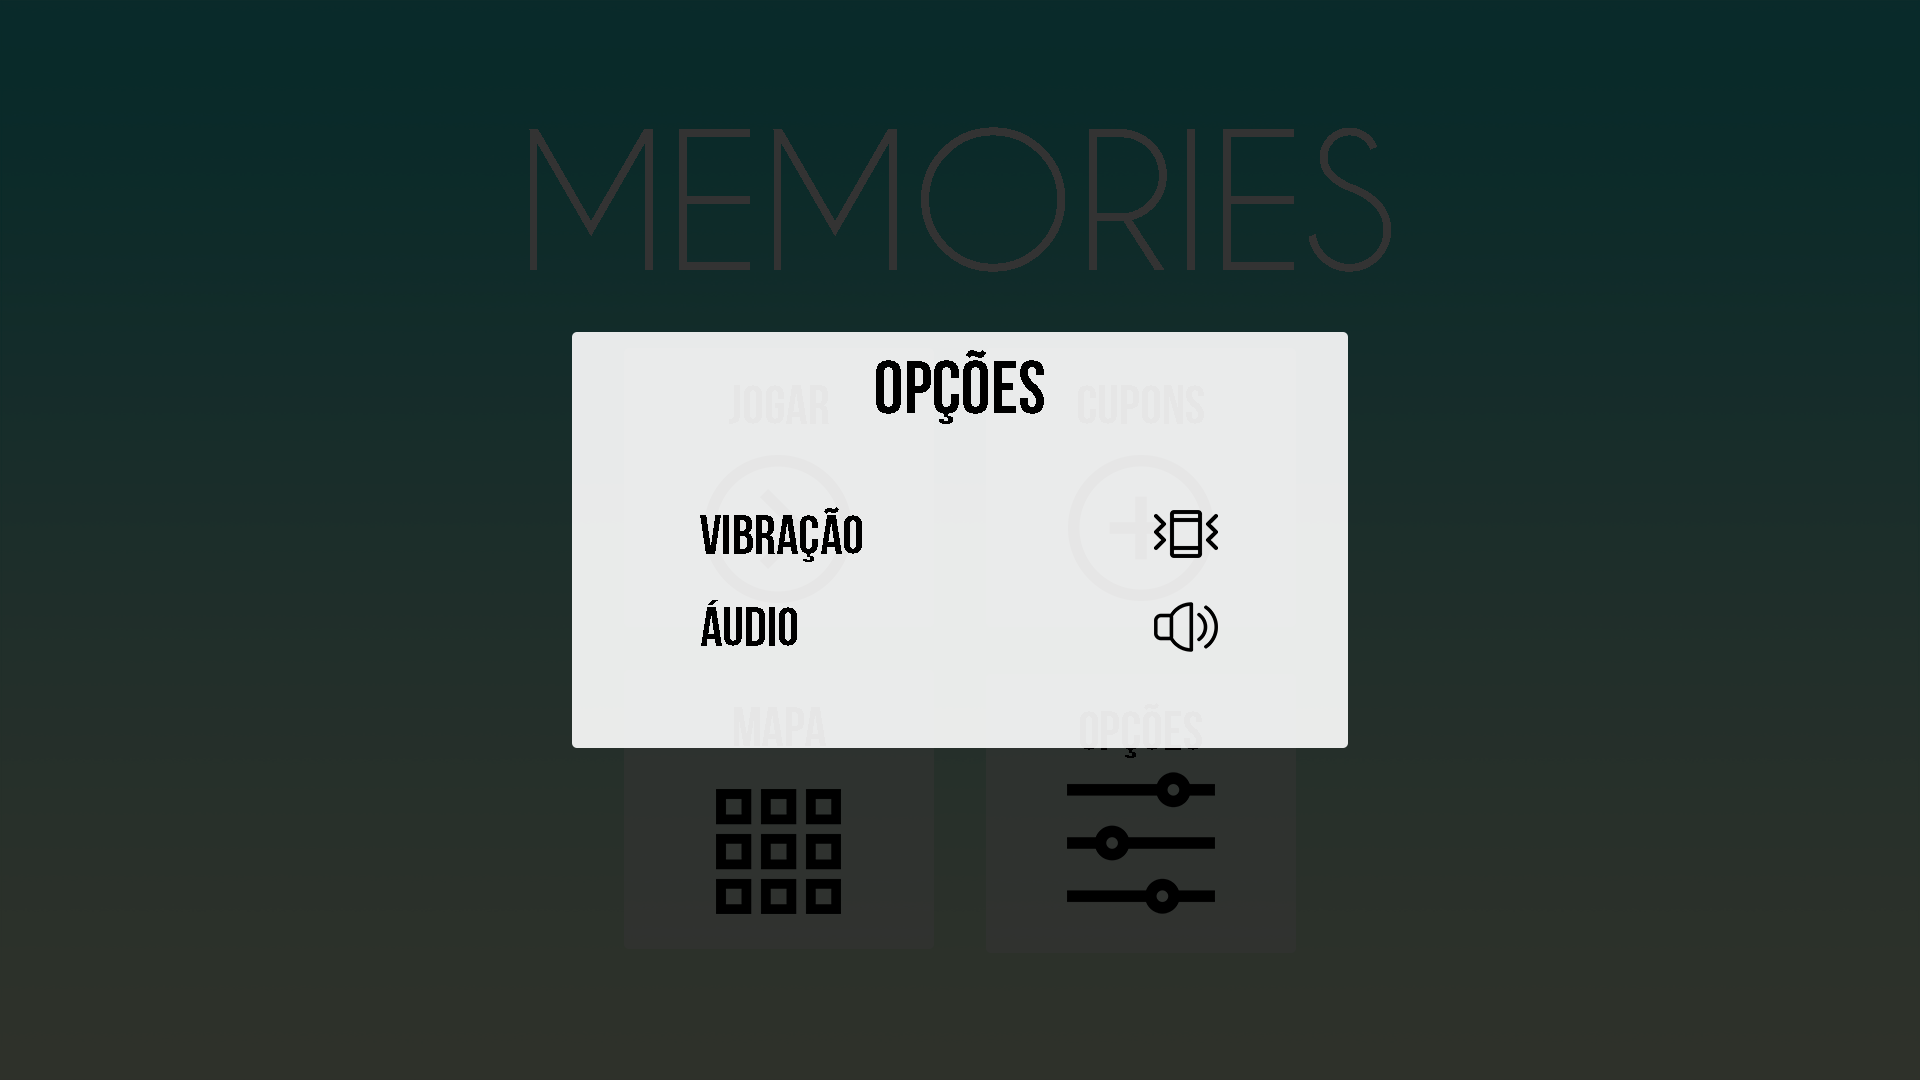 MEMORIES
OPÇÕES
JOGAR
CUPONS
VIBRAÇÃO
ÁUDIO
MAPA
OPÇÕES